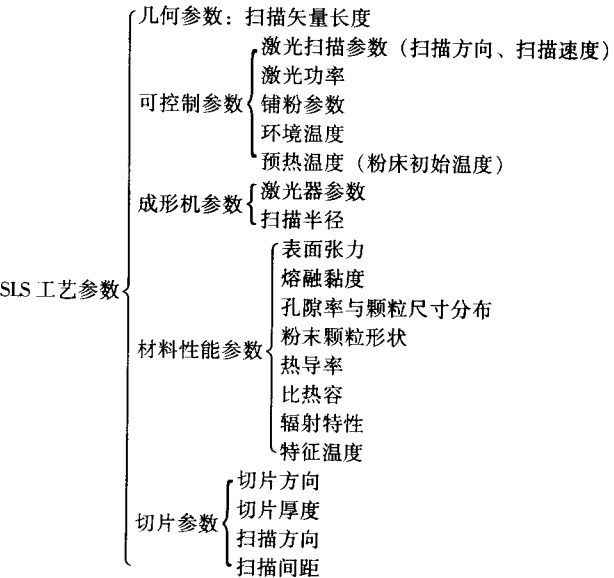 SLS 工艺参数
几何参数：扫描矢量长度
可控制参数
激光扫描参数（扫描方向、扫描速度）
激光功率
铺粉参数
环境温度
预热温度（粉床初始温度）
成形机参数
激光器参数
扫描半径
材料性能参数
表面张力
熔融黏度
孔隙率与颗粒尺寸分布
粉末颗粒形状
热导率
比热容
辐射特性
特征温度
切片参数
切片方向
切片厚度
扫描方向
扫描间距